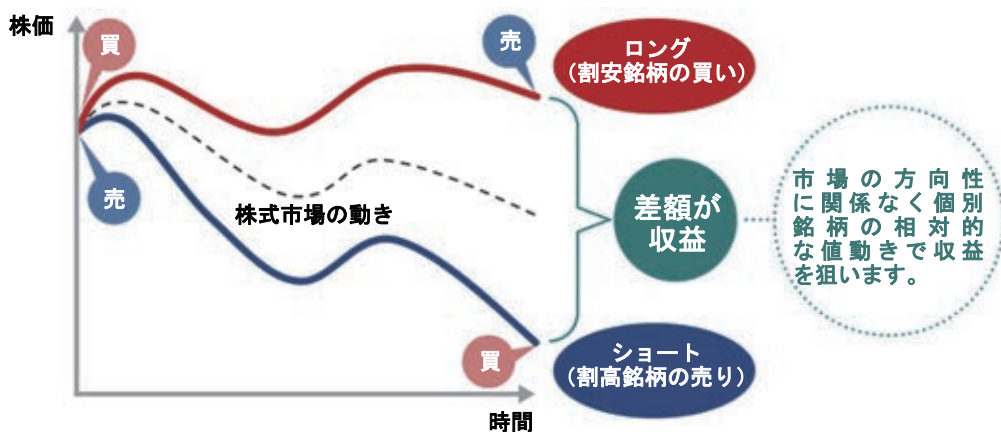 株価
買
売
ロング
(割安銘柄の買い)
売
株式市場の動き
差額が
収益
市場の方向性
に関係なく個別
銘柄の相対的
な値動きで収益
を狙います。
買
ショート
(割高銘柄の売り)
時間